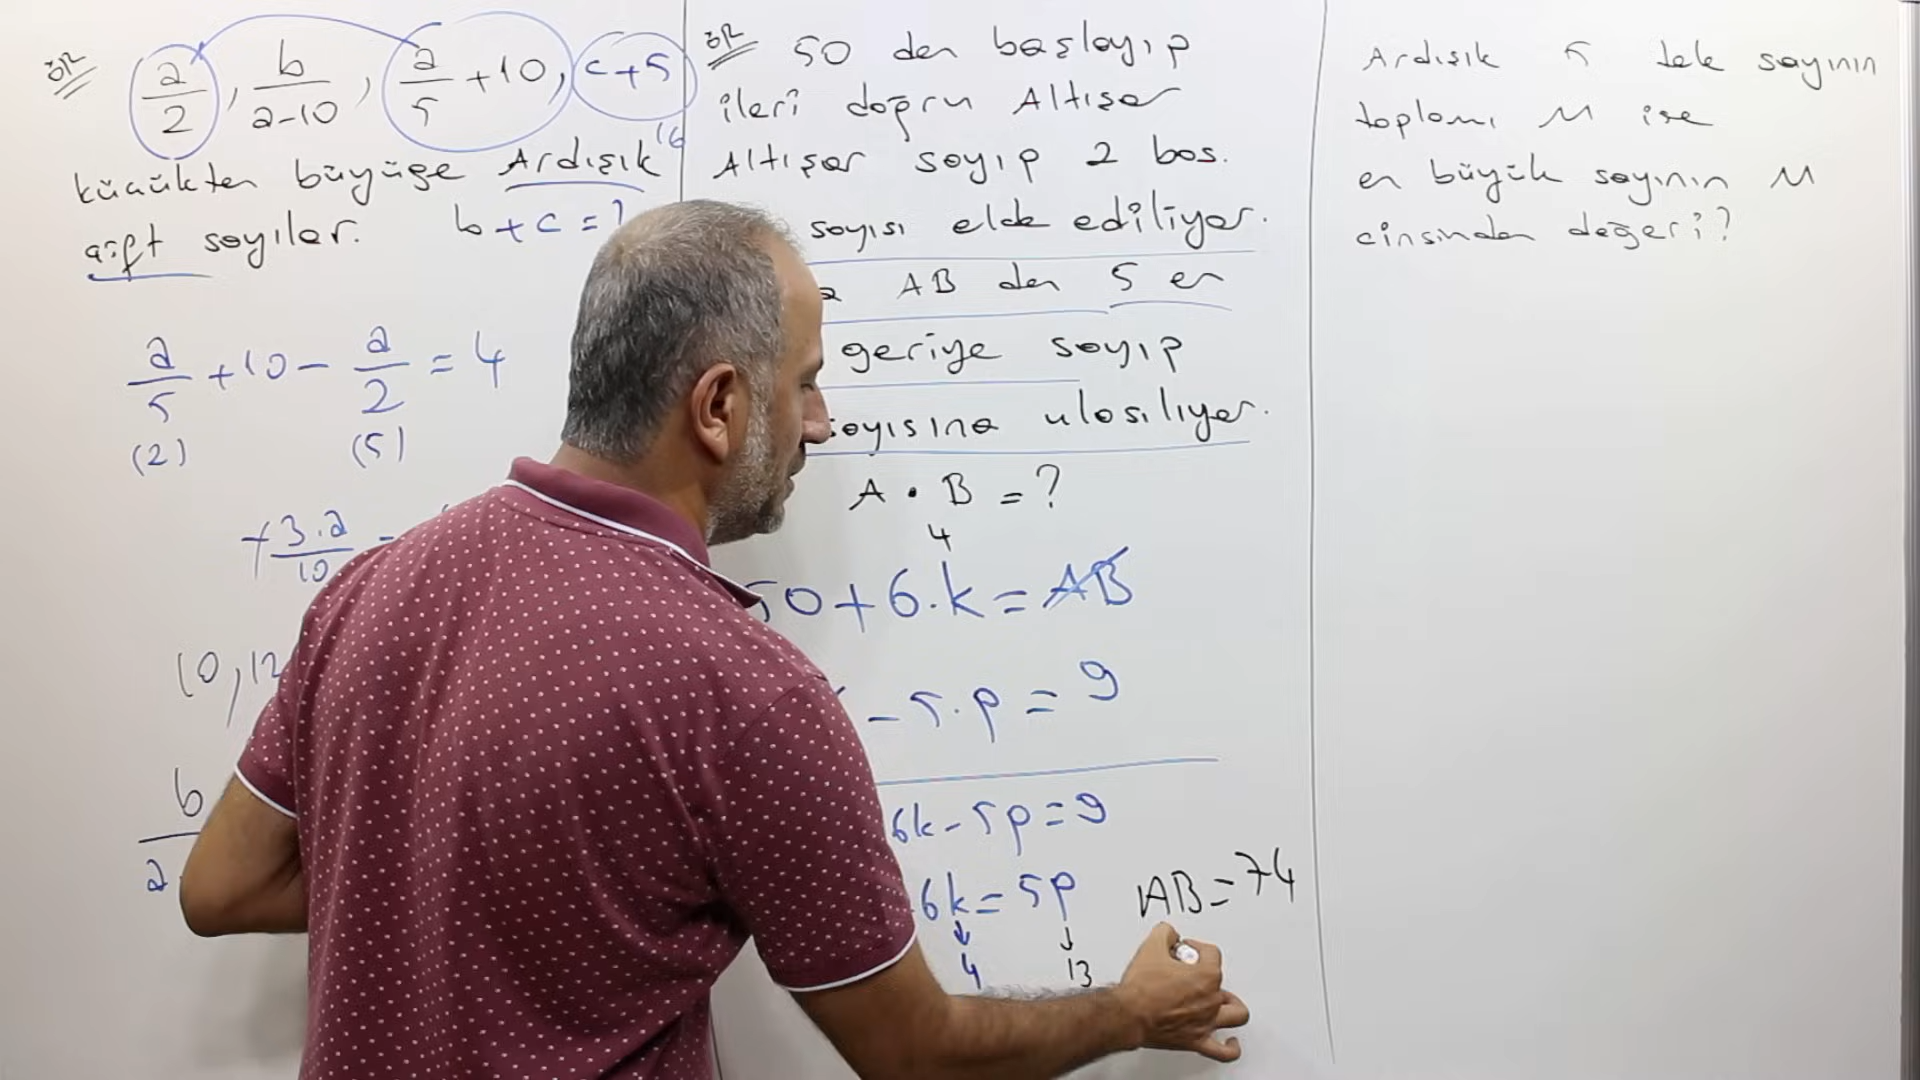 ÖR
a/2, b/a-10, a/5 +10, c+5
16
küçükten büyüğe Ardışık
çift sayılar. b+c=?
a/5 +10 - a/2 = 4
(2) (5)
+3.a/10 -
10, 12
b
a
ÖR 50 den başlayıp
ileri doğru Altışar
Altışar sayıp 2 bas.
sayısı elde ediliyor.
AB den 5 er
geriye sayıp
sayısına ulaşılıyor.
A . B = ?
4
50+6.k=AB
- 5.p = 9
6k-5p=9
6k=5p
↓ ↓
4 13
AB=74
Ardışık 5 tek sayının
toplamı M ise
en büyük sayının M
cinsinden değeri?